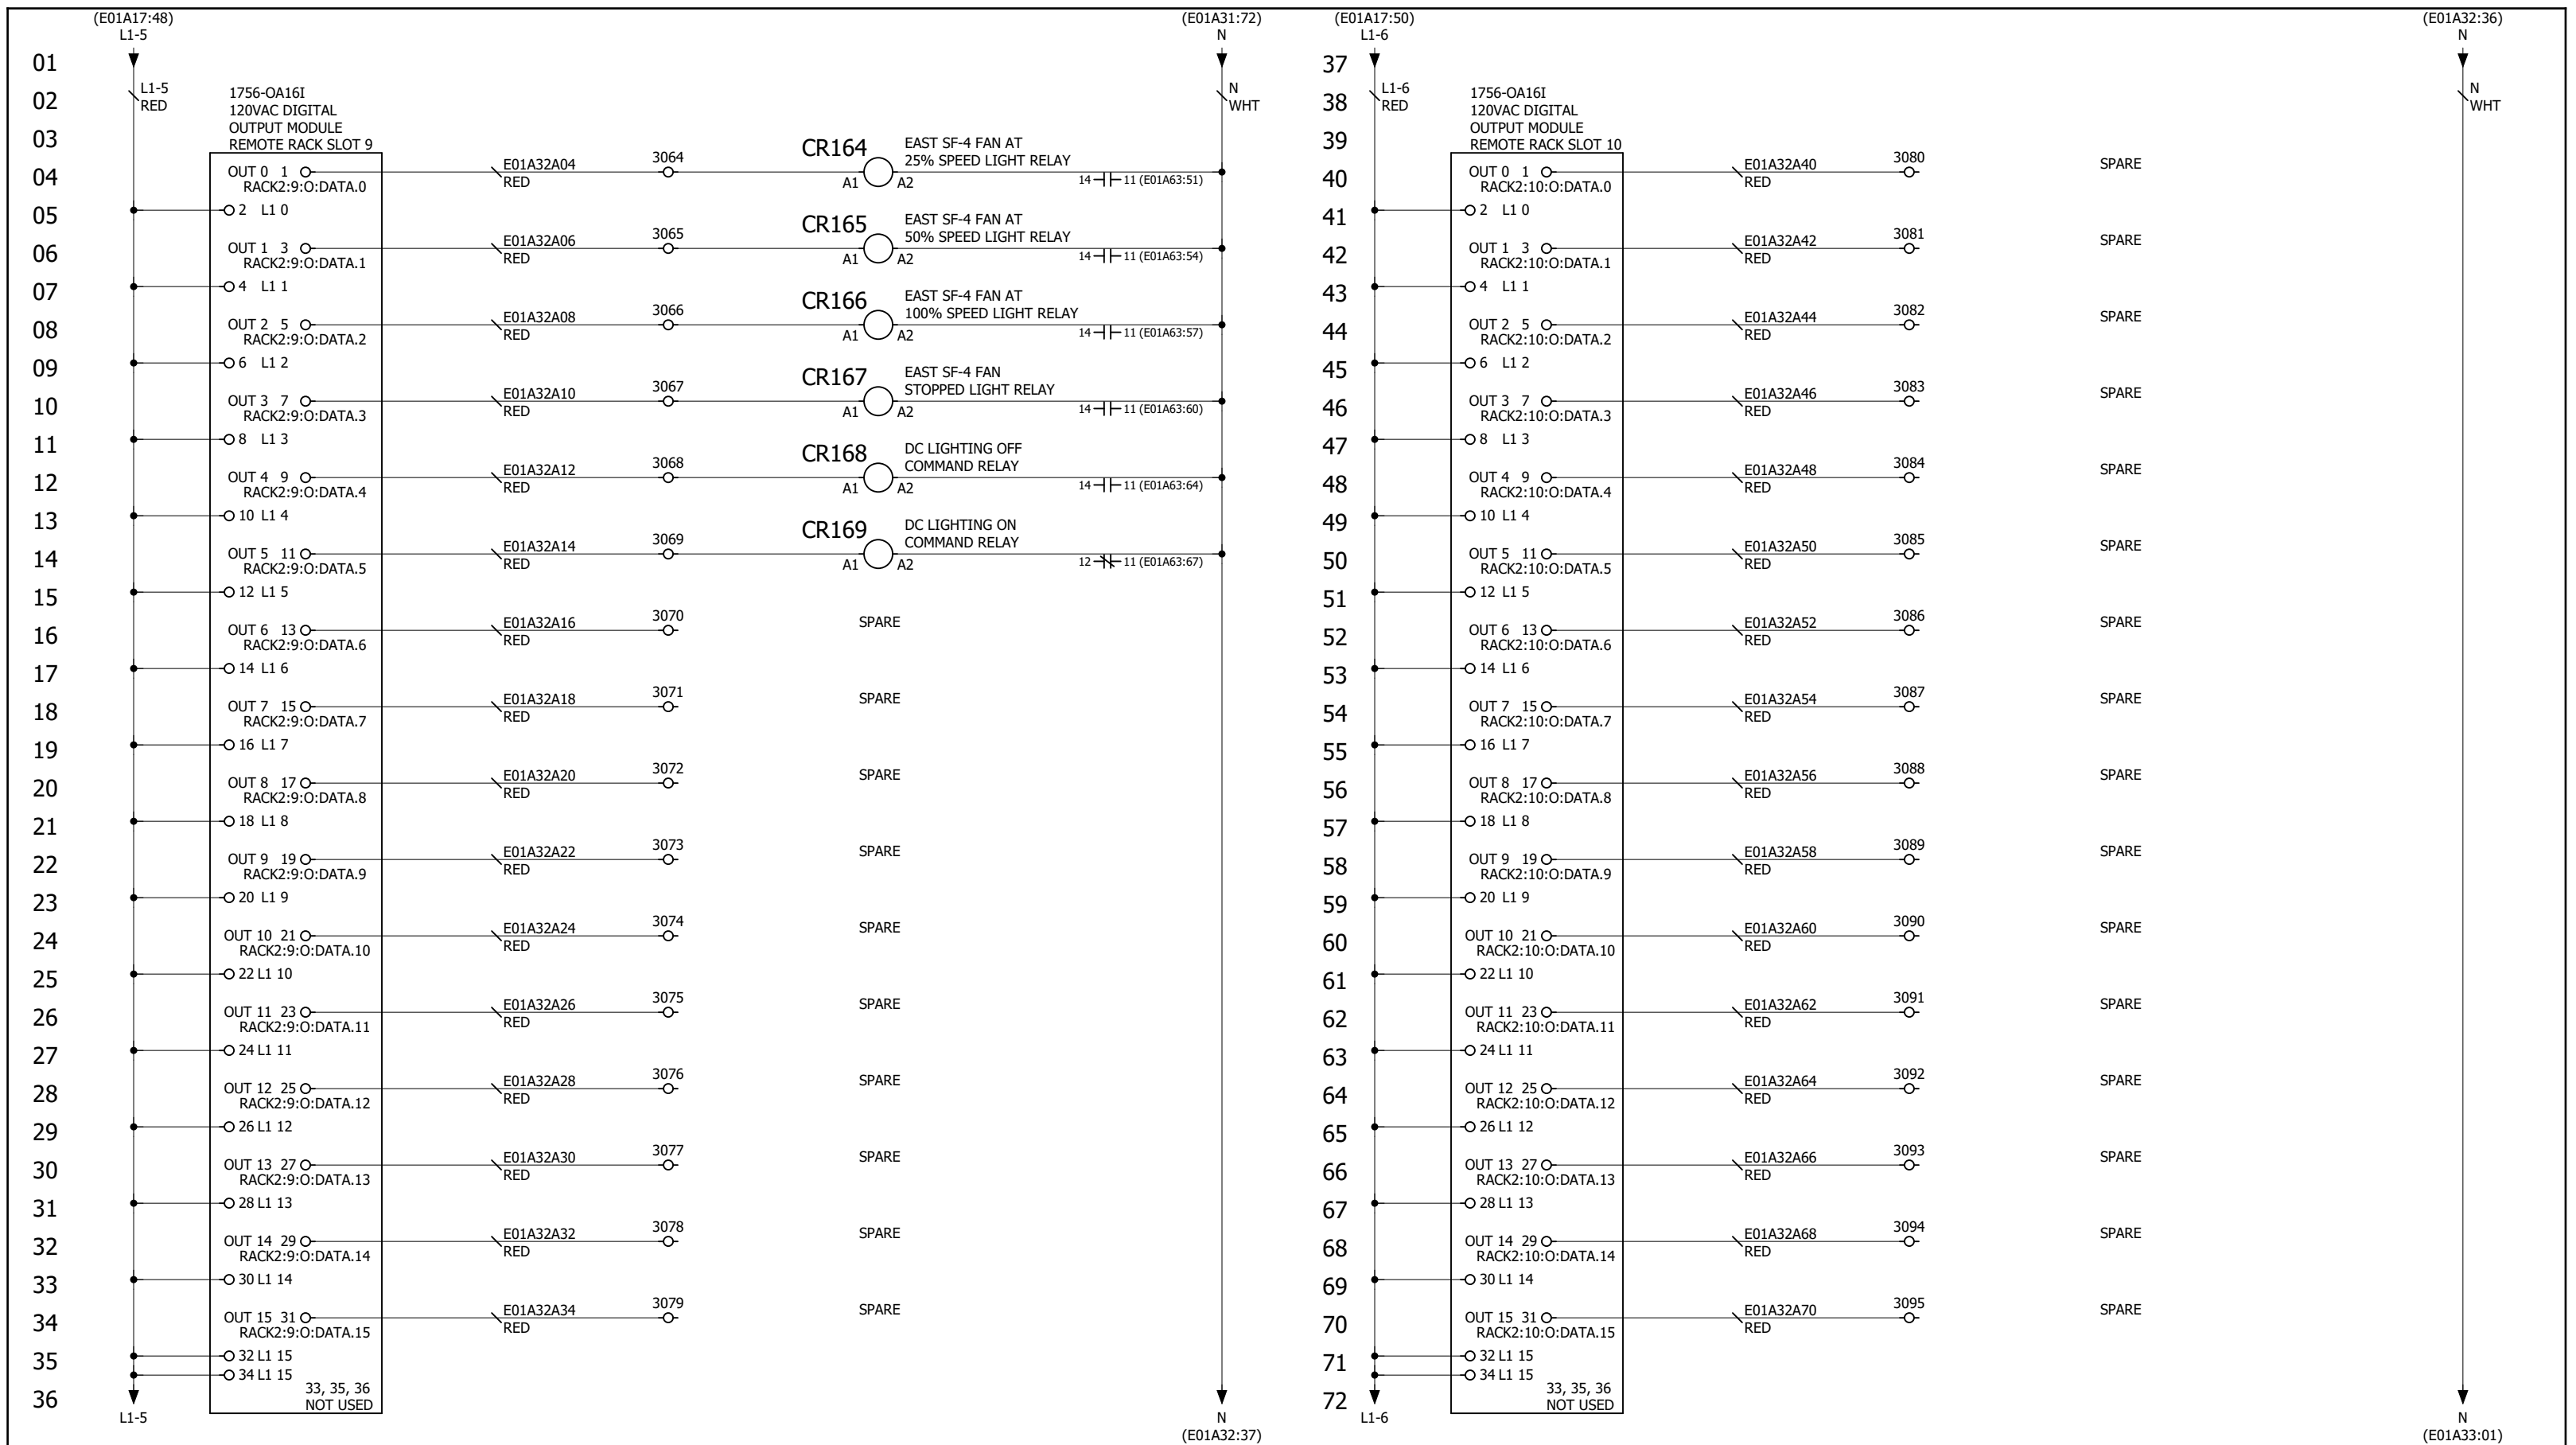 (E01A17:48)
L1-5
(E01A31:72)
N
01
02
L1-5
RED
1756-OA16I
120VAC DIGITAL
OUTPUT MODULE
REMOTE RACK SLOT 9
N
WHT
03
04
OUT 0 1
RACK2:9:O:DATA.0
E01A32A04
RED
3064
CR164
A1
A2
EAST SF-4 FAN AT
25% SPEED LIGHT RELAY
14 11 (E01A63:51)
05
2 L1 0
06
OUT 1 3
RACK2:9:O:DATA.1
E01A32A06
RED
3065
CR165
A1
A2
EAST SF-4 FAN AT
50% SPEED LIGHT RELAY
14 11 (E01A63:54)
07
4 L1 1
08
OUT 2 5
RACK2:9:O:DATA.2
E01A32A08
RED
3066
CR166
A1
A2
EAST SF-4 FAN AT
100% SPEED LIGHT RELAY
14 11 (E01A63:57)
09
6 L1 2
10
OUT 3 7
RACK2:9:O:DATA.3
E01A32A10
RED
3067
CR167
A1
A2
EAST SF-4 FAN
STOPPED LIGHT RELAY
14 11 (E01A63:60)
11
8 L1 3
12
OUT 4 9
RACK2:9:O:DATA.4
E01A32A12
RED
3068
CR168
A1
A2
DC LIGHTING OFF
COMMAND RELAY
14 11 (E01A63:64)
13
10 L1 4
14
OUT 5 11
RACK2:9:O:DATA.5
E01A32A14
RED
3069
CR169
A1
A2
DC LIGHTING ON
COMMAND RELAY
12 11 (E01A63:67)
15
12 L1 5
16
OUT 6 13
RACK2:9:O:DATA.6
E01A32A16
RED
3070
SPARE
17
14 L1 6
18
OUT 7 15
RACK2:9:O:DATA.7
E01A32A18
RED
3071
SPARE
19
16 L1 7
20
OUT 8 17
RACK2:9:O:DATA.8
E01A32A20
RED
3072
SPARE
21
18 L1 8
22
OUT 9 19
RACK2:9:O:DATA.9
E01A32A22
RED
3073
SPARE
23
20 L1 9
24
OUT 10 21
RACK2:9:O:DATA.10
E01A32A24
RED
3074
SPARE
25
22 L1 10
26
OUT 11 23
RACK2:9:O:DATA.11
E01A32A26
RED
3075
SPARE
27
24 L1 11
28
OUT 12 25
RACK2:9:O:DATA.12
E01A32A28
RED
3076
SPARE
29
26 L1 12
30
OUT 13 27
RACK2:9:O:DATA.13
E01A32A30
RED
3077
SPARE
31
28 L1 13
32
OUT 14 29
RACK2:9:O:DATA.14
E01A32A32
RED
3078
SPARE
33
30 L1 14
34
OUT 15 31
RACK2:9:O:DATA.15
E01A32A34
RED
3079
SPARE
35
32 L1 15
34 L1 15
36
33, 35, 36
NOT USED
L1-5
N
(E01A32:37)
(E01A17:50)
L1-6
(E01A32:36)
N
37
38
L1-6
RED
1756-OA16I
120VAC DIGITAL
OUTPUT MODULE
REMOTE RACK SLOT 10
N
WHT
39
40
OUT 0 1
RACK2:10:O:DATA.0
E01A32A40
RED
3080
SPARE
41
2 L1 0
42
OUT 1 3
RACK2:10:O:DATA.1
E01A32A42
RED
3081
SPARE
43
4 L1 1
44
OUT 2 5
RACK2:10:O:DATA.2
E01A32A44
RED
3082
SPARE
45
6 L1 2
46
OUT 3 7
RACK2:10:O:DATA.3
E01A32A46
RED
3083
SPARE
47
8 L1 3
48
OUT 4 9
RACK2:10:O:DATA.4
E01A32A48
RED
3084
SPARE
49
10 L1 4
50
OUT 5 11
RACK2:10:O:DATA.5
E01A32A50
RED
3085
SPARE
51
12 L1 5
52
OUT 6 13
RACK2:10:O:DATA.6
E01A32A52
RED
3086
SPARE
53
14 L1 6
54
OUT 7 15
RACK2:10:O:DATA.7
E01A32A54
RED
3087
SPARE
55
16 L1 7
56
OUT 8 17
RACK2:10:O:DATA.8
E01A32A56
RED
3088
SPARE
57
18 L1 8
58
OUT 9 19
RACK2:10:O:DATA.9
E01A32A58
RED
3089
SPARE
59
20 L1 9
60
OUT 10 21
RACK2:10:O:DATA.10
E01A32A60
RED
3090
SPARE
61
22 L1 10
62
OUT 11 23
RACK2:10:O:DATA.11
E01A32A62
RED
3091
SPARE
63
24 L1 11
64
OUT 12 25
RACK2:10:O:DATA.12
E01A32A64
RED
3092
SPARE
65
26 L1 12
66
OUT 13 27
RACK2:10:O:DATA.13
E01A32A66
RED
3093
SPARE
67
28 L1 13
68
OUT 14 29
RACK2:10:O:DATA.14
E01A32A68
RED
3094
SPARE
69
30 L1 14
70
OUT 15 31
RACK2:10:O:DATA.15
E01A32A70
RED
3095
SPARE
71
32 L1 15
34 L1 15
72
33, 35, 36
NOT USED
L1-6
N
(E01A33:01)